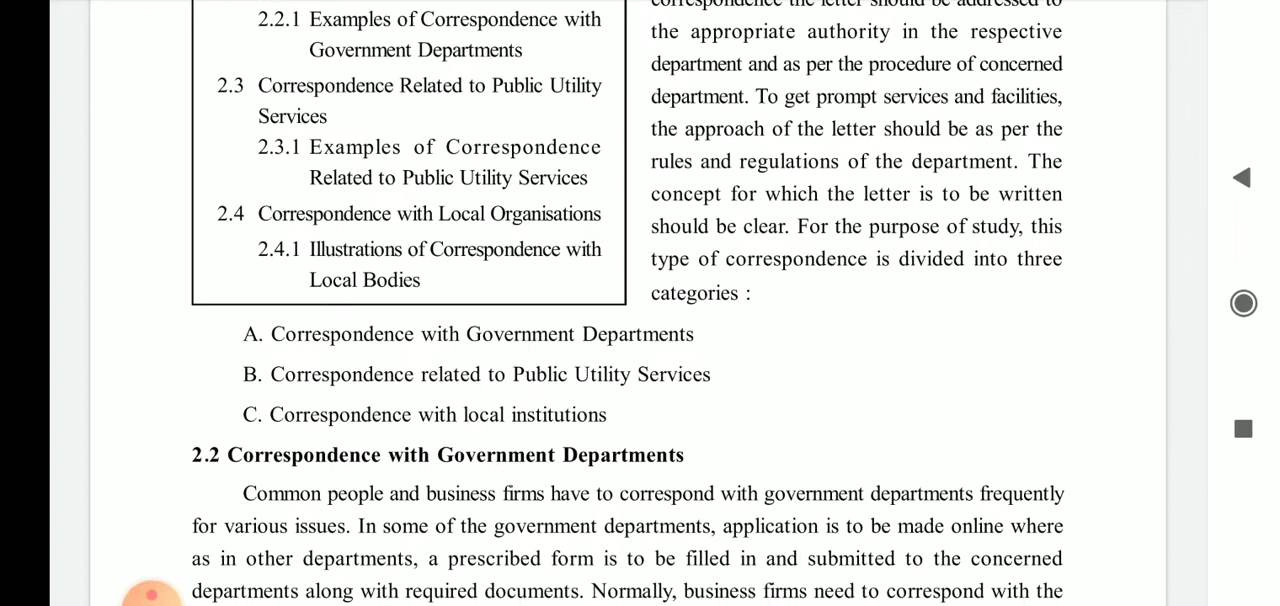 2.2.1 Examples of Correspondence with
Government Departments
2.3 Correspondence Related to Public Utility
Services
2.3.1 Examples of Correspondence
Related to Public Utility Services
2.4 Correspondence with Local Organisations
2.4.1 Illustrations of Correspondence with
Local Bodies
correspondence the letter should be addressed to
the appropriate authority in the respective
department and as per the procedure of concerned
department. To get prompt services and facilities,
the approach of the letter should be as per the
rules and regulations of the department. The
concept for which the letter is to be written
should be clear. For the purpose of study, this
type of correspondence is divided into three
categories :
A. Correspondence with Government Departments
B. Correspondence related to Public Utility Services
C. Correspondence with local institutions
2.2 Correspondence with Government Departments
Common people and business firms have to correspond with government departments frequently
for various issues. In some of the government departments, application is to be made online where
as in other departments, a prescribed form is to be filled in and submitted to the concerned
departments along with required documents. Normally, business firms need to correspond with the